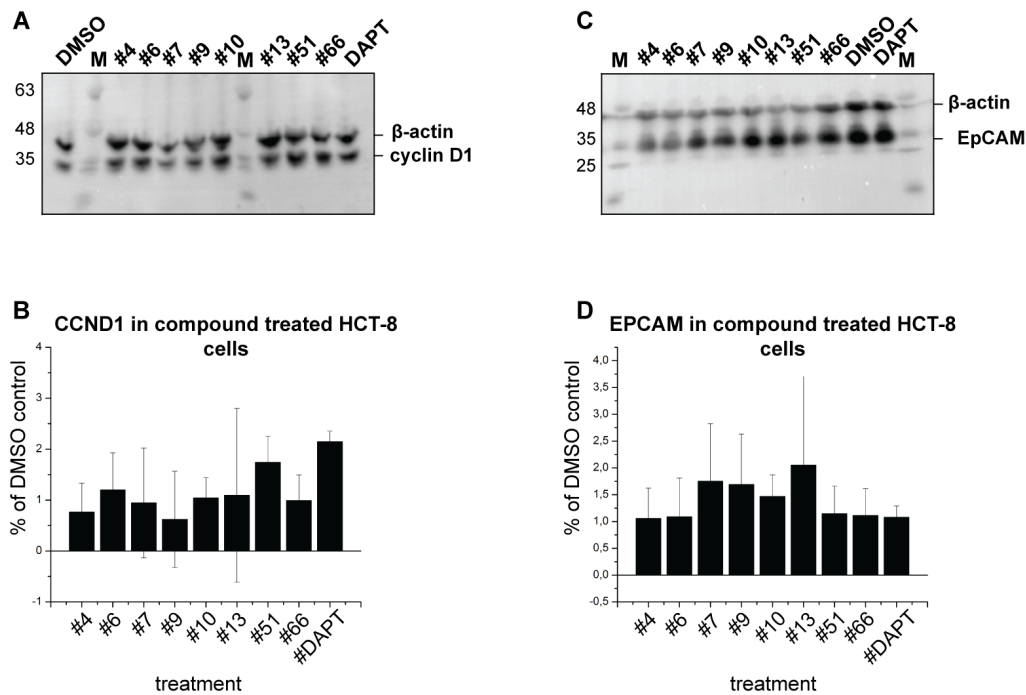 A
DMSO M #4 #6 #7 #9 #10 M #13 #51 #66 DAPT
63
48
35
β-actin
cyclin D1
C
M #4 #6 #7 #9 #10 #13 #51 #66 DMSO DAPT M
48
35
25
β-actin
EpCAM
B
CCND1 in compound treated HCT-8
cells
% of DMSO control
4
3
2
1
0
-1
#4 #6 #7 #9 #10 #13 #51 #66 #DAPT
treatment
D
EPCAM in compound treated HCT-8
cells
% of DMSO control
4,0
3,5
3,0
2,5
2,0
1,5
1,0
0,5
0,0
-0,5
#4 #6 #7 #9 #10 #13 #51 #66 #DAPT
treatment